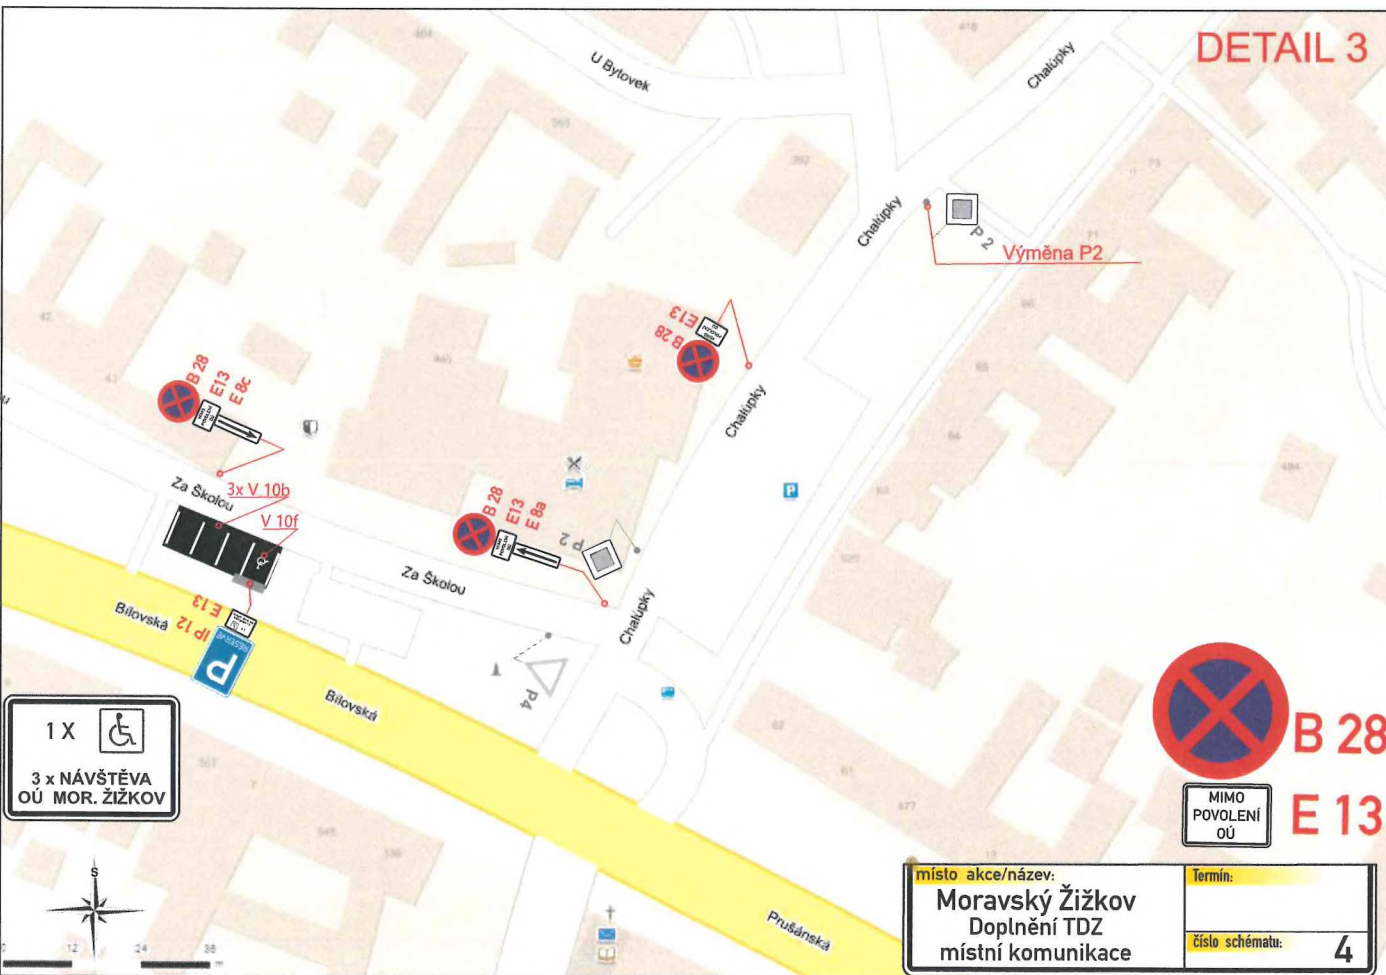 DETAIL 3
U Bytovek
Chalúpky
Chalúpky
P 2
Výměna P2
E13
B 28
Chalúpky
B 28
E13
E 8c
Za Školou
3x V 10b
V 10f
B 28
E13
E 8a
P 2
Za Školou
Chalúpky
P
Bílovská
E 13
IP 12
RESERVÉ
P
P4
Bílovská
1 X
3 x NÁVŠTĚVA
OÚ MOR. ŽIŽKOV
B 28
MIMO
POVOLENÍ
OÚ
E 13
Prušánská
S
12 24 36
místo akce/název:
Moravský Žižkov
Doplnění TDZ
místní komunikace
Termín:
číslo schématu:
4